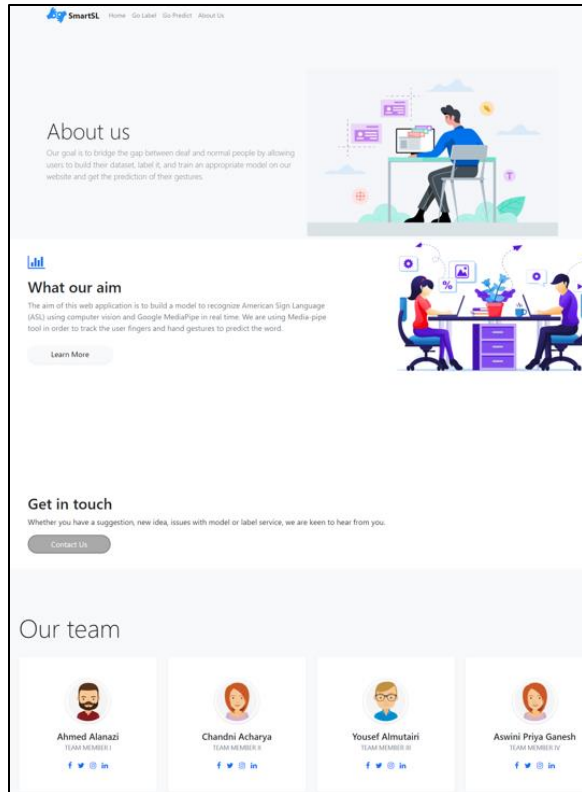 SmartSL Home Go Label Go Predict About Us
About us
Our goal is to bridge the gap between deaf and normal people by allowing
users to build their dataset, label it, and train an appropriate model on our
website and get the prediction of their gestures.
What our aim
The aim of this web application is to build a model to recognize American Sign Language
(ASL) using computer vision and Google MediaPipe in real time. We are using Media-pipe
tool in order to track the user fingers and hand gestures to predict the word.
Learn More
%
T
Get in touch
Whether you have a suggestion, new idea, issues with model or label service, we are keen to hear from you.
Contact Us
Our team
Ahmed Alanazi
TEAM MEMBER I
Chandni Acharya
TEAM MEMBER II
Yousef Almutairi
TEAM MEMBER III
Aswini Priya Ganesh
TEAM MEMBER IV